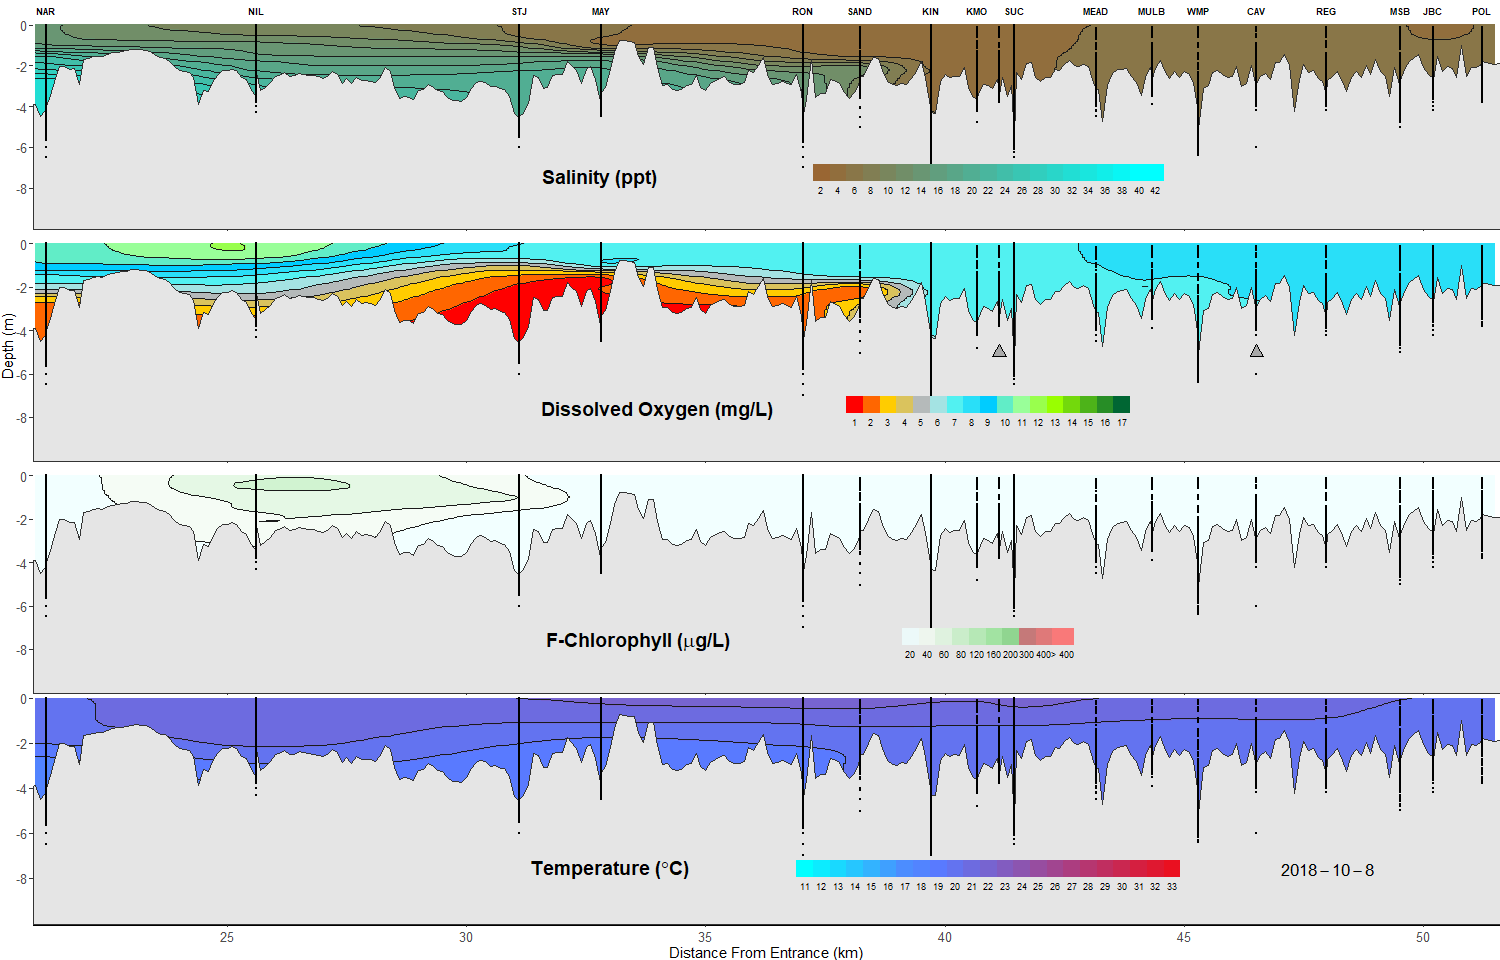 NAR NIL STJ MAY RON SAND KIN KMO SUC MEAD MULB WMP CAV REG MSB JBC POL
0
-2
-4
-6
-8
Salinity (ppt)
2 4 6 8 10 12 14 16 18 20 22 24 26 28 30 32 34 36 38 40 42
0
-2
-4
-6
-8
Dissolved Oxygen (mg/L)
1 2 3 4 5 6 7 8 9 10 11 12 13 14 15 16 17
Depth (m)
0
-2
-4
-6
-8
F-Chlorophyll (μg/L)
20 40 60 80 120 160 200 300 400 > 400
0
-2
-4
-6
-8
Temperature (°C)
11 12 13 14 15 16 17 18 19 20 21 22 23 24 25 26 27 28 29 30 31 32 33
2018-10-8
25 30 35 40 45 50
Distance From Entrance (km)